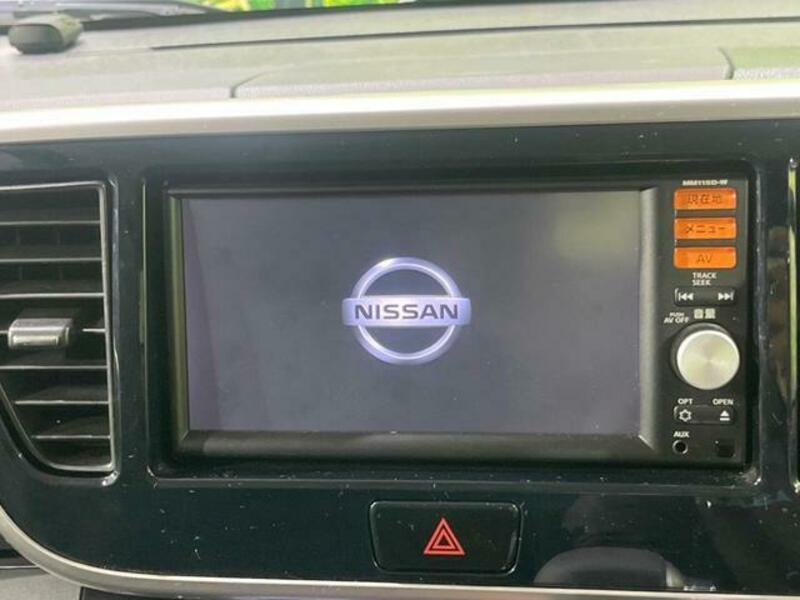 NISSAN
MM115D-W
現在地
メニュー
AV
TRACK
SEEK
PUSH
AV OFF
音量
OPT
OPEN
AUX